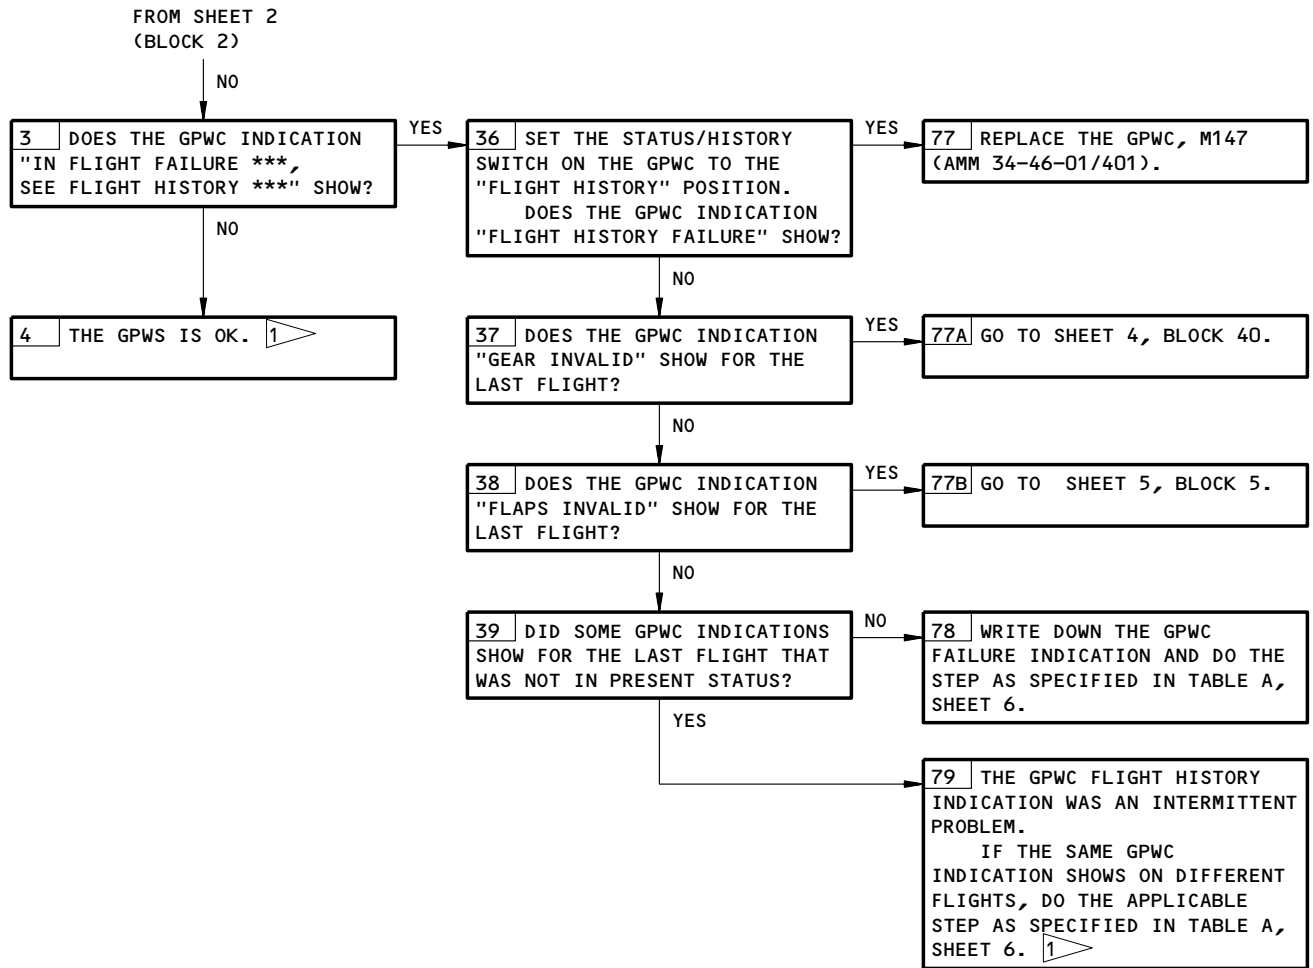 FROM SHEET 2
(BLOCK 2)
NO
3 DOES THE GPWC INDICATION
"IN FLIGHT FAILURE ***,
SEE FLIGHT HISTORY ***" SHOW?
YES
NO
4 THE GPWS IS OK. 1
36 SET THE STATUS/HISTORY
SWITCH ON THE GPWC TO THE
"FLIGHT HISTORY" POSITION.
DOES THE GPWC INDICATION
"FLIGHT HISTORY FAILURE" SHOW?
YES
77 REPLACE THE GPWC, M147
(AMM 34-46-01/401).
NO
37 DOES THE GPWC INDICATION
"GEAR INVALID" SHOW FOR THE
LAST FLIGHT?
YES
77A GO TO SHEET 4, BLOCK 40.
NO
38 DOES THE GPWC INDICATION
"FLAPS INVALID" SHOW FOR THE
LAST FLIGHT?
YES
77B GO TO SHEET 5, BLOCK 5.
NO
39 DID SOME GPWC INDICATIONS
SHOW FOR THE LAST FLIGHT THAT
WAS NOT IN PRESENT STATUS?
NO
78 WRITE DOWN THE GPWC
FAILURE INDICATION AND DO THE
STEP AS SPECIFIED IN TABLE A,
SHEET 6.
YES
79 THE GPWC FLIGHT HISTORY
INDICATION WAS AN INTERMITTENT
PROBLEM.
IF THE SAME GPWC
INDICATION SHOWS ON DIFFERENT
FLIGHTS, DO THE APPLICABLE
STEP AS SPECIFIED IN TABLE A,
SHEET 6. 1